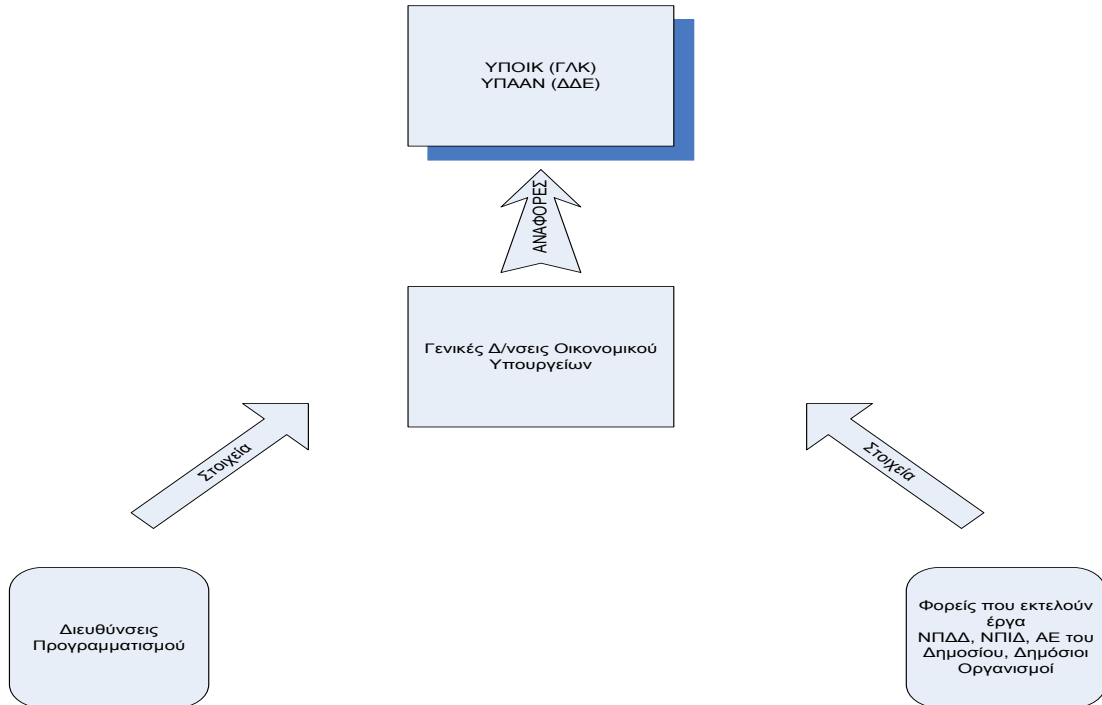 ΥΠΟΙΚ (ΓΛΚ)
ΥΠΑΑΝ (ΔΔΕ)
ΑΝΑΦΟΡΕΣ
Γενικές Δ/νσεις Οικονομικού
Υπουργείων
Στοιχεία
Στοιχεία
Διευθύνσεις
Προγραμματισμού
Φορείς που εκτελούν
έργα
ΝΠΔΔ, ΝΠΙΔ, ΑΕ του
Δημοσίου, Δημόσιοι
Οργανισμοί